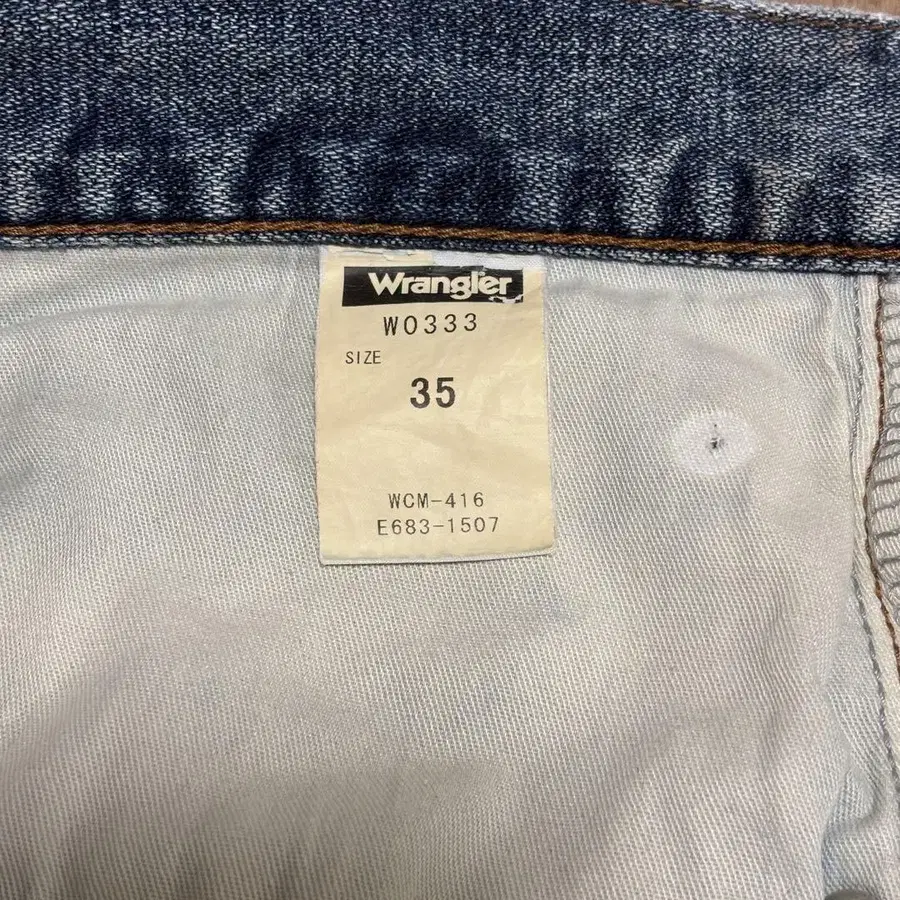 Wrangler
W0333
SIZE
35
WCM-416
E683-1507